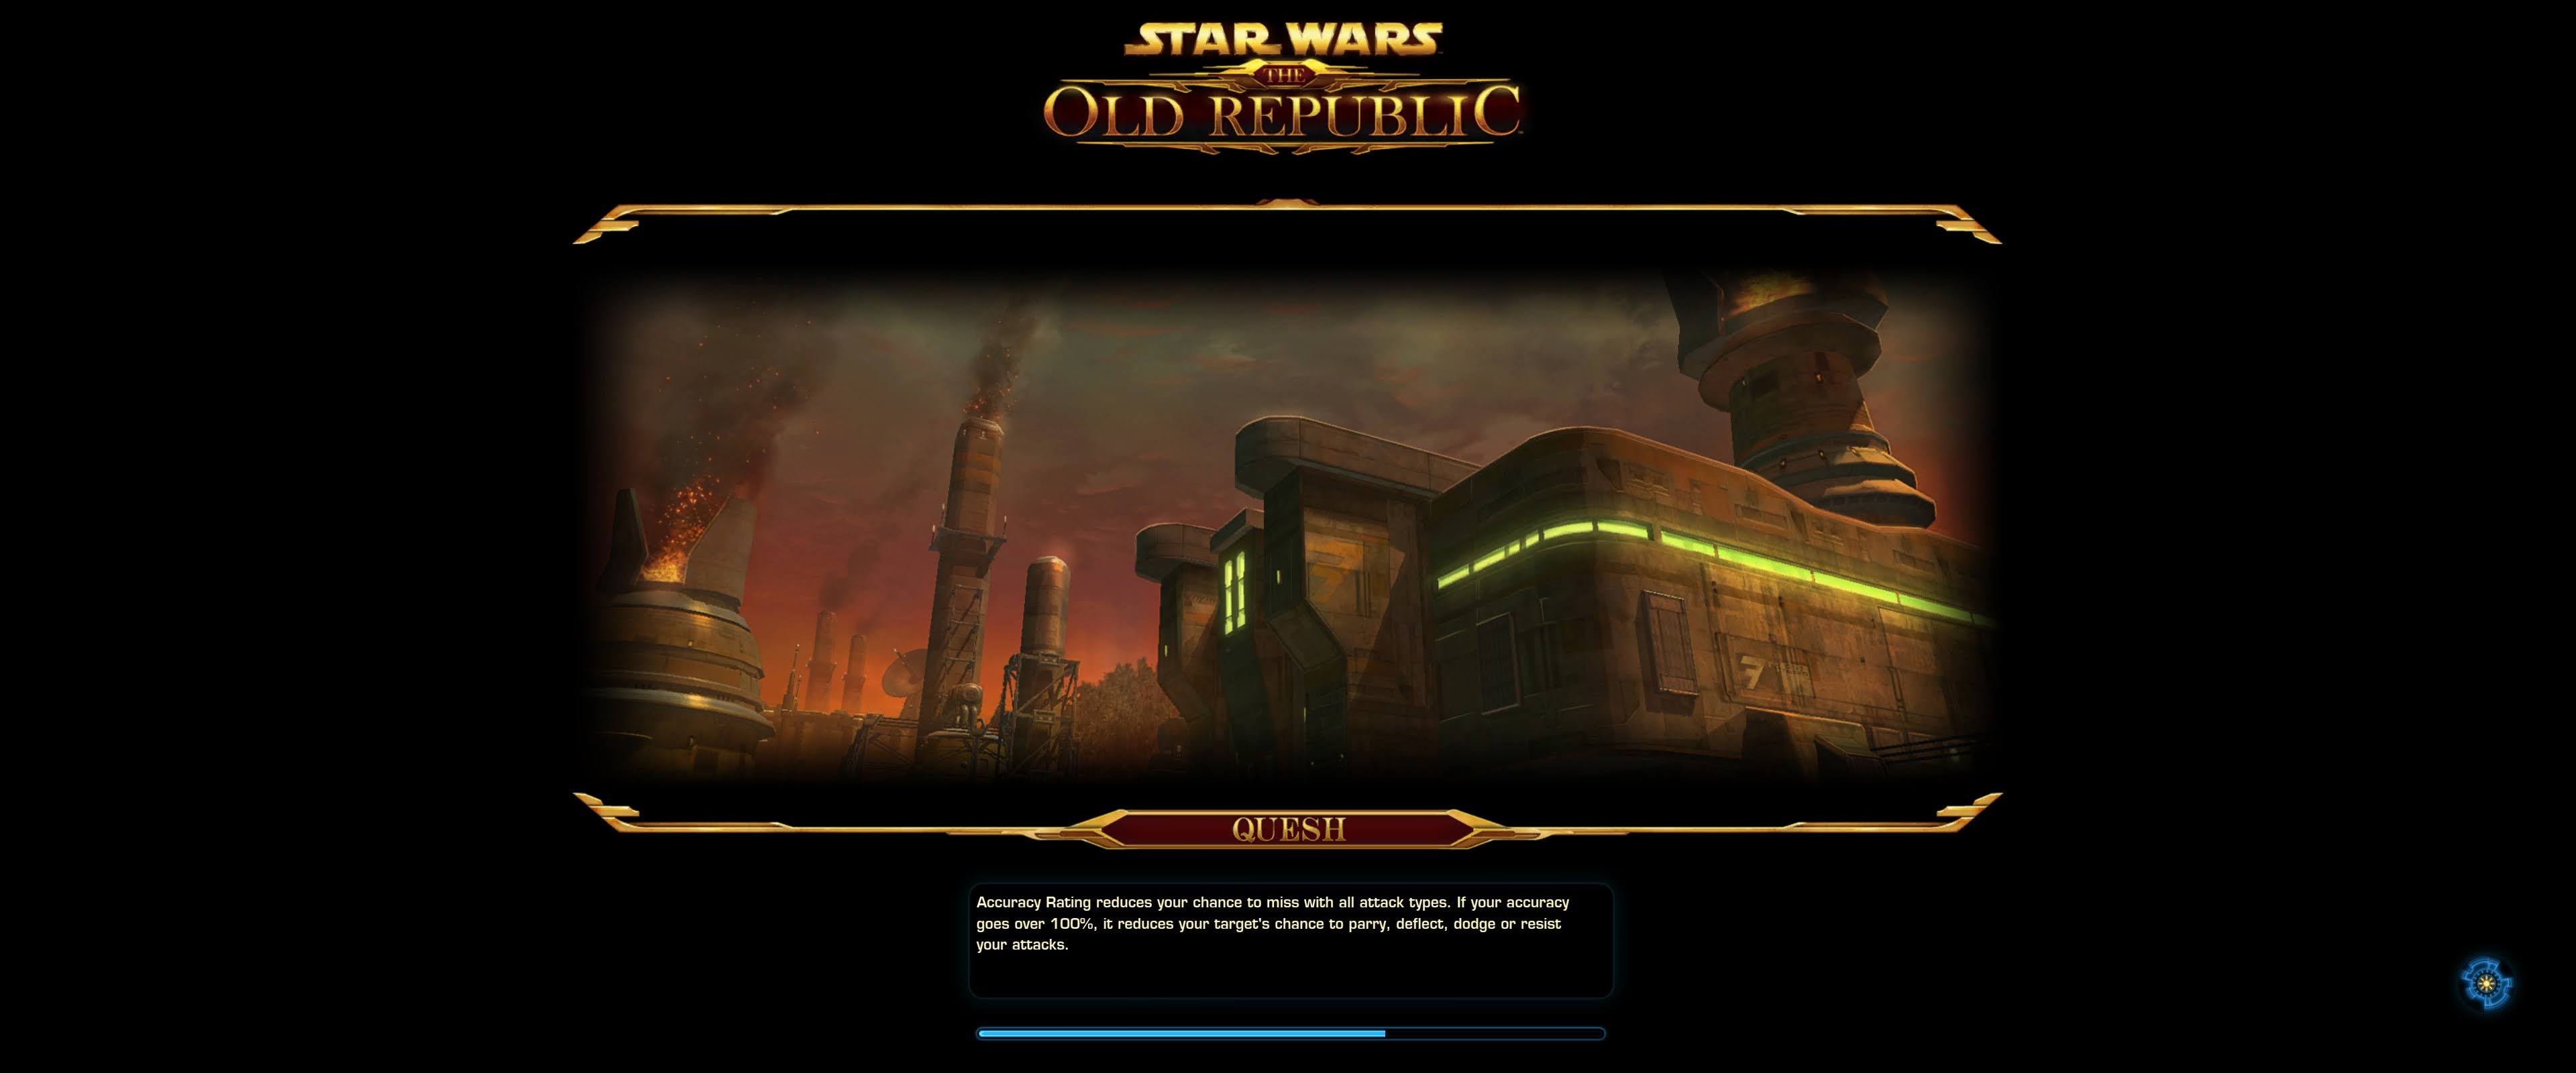 STAR WARS
THE
OLD REPUBLIC
QUESH
Accuracy Rating reduces your chance to miss with all attack types. If your accuracy
goes over 100%, it reduces your target's chance to parry, deflect, dodge or resist
your attacks.